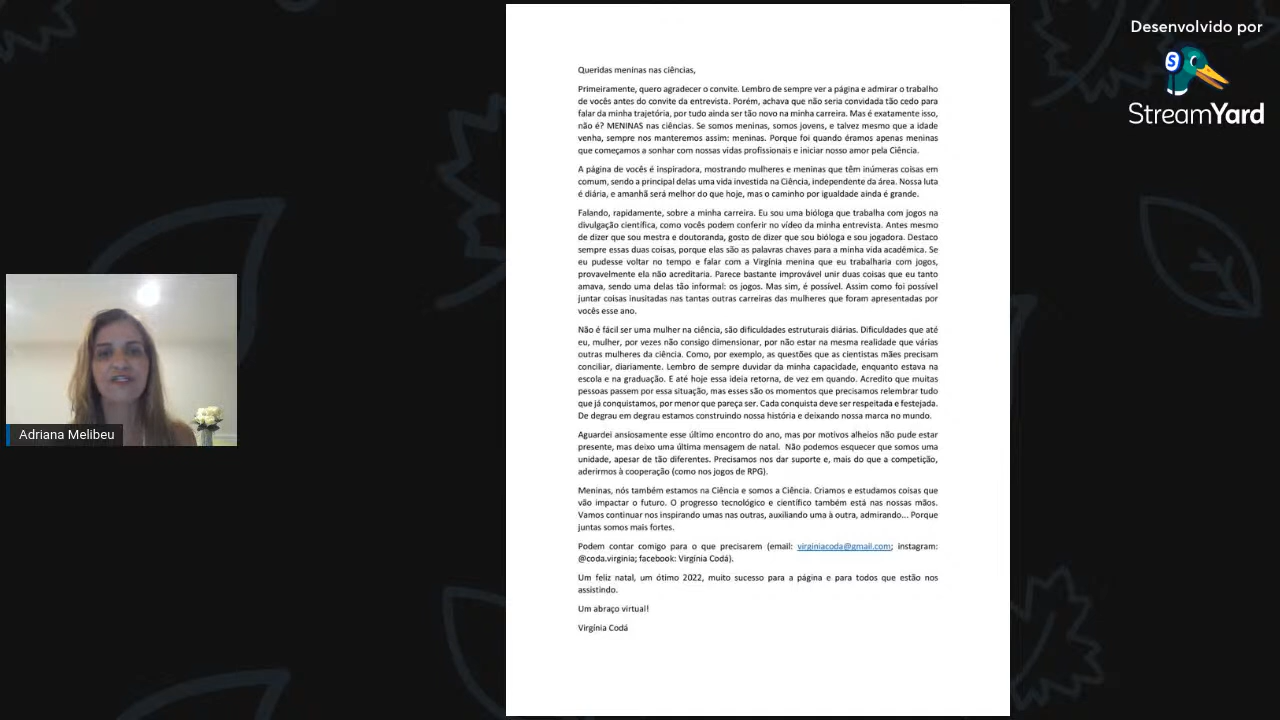 Desenvolvido por
StreamYard
Queridas meninas nas ciências,
Primeiramente, quero agradecer o convite. Lembro de sempre ver a página e admirar o trabalho
de vocês antes do convite da entrevista. Porém, achava que não seria convidada tão cedo para
falar da minha trajetória, por tudo ainda ser tão novo na minha carreira. Mas é exatamente isso,
não é? MENINAS nas ciências. Se somos meninas, somos jovens, e talvez mesmo que a idade
venha, sempre nos manteremos assim: meninas. Porque foi quando éramos apenas meninas
que começamos a sonhar com nossas vidas profissionais e iniciar nosso amor pela Ciência.
A página de vocês é inspiradora, mostrando mulheres e meninas que têm inúmeras coisas em
comum, sendo a principal delas uma vida investida na Ciência, independente da área. Nossa luta
é diária, e amanhã será melhor do que hoje, mas o caminho por igualdade ainda é grande.
Falando, rapidamente, sobre a minha carreira. Eu sou uma bióloga que trabalha com jogos na
divulgação científica, como vocês podem conferir no vídeo da minha entrevista. Antes mesmo
de dizer que sou mestra e doutoranda, gosto de dizer que sou bióloga e sou jogadora. Destaco
sempre essas duas coisas, porque elas são as palavras chaves para a minha vida acadêmica. Se
eu pudesse voltar no tempo e falar com a Virgínia menina que eu trabalharia com jogos,
provavelmente ela não acreditaria. Parece bastante improvável unir duas coisas que eu tanto
amava, sendo uma delas tão informal: os jogos. Mas sim, é possível. Assim como foi possível
juntar coisas inusitadas nas tantas outras carreiras das mulheres que foram apresentadas por
vocês esse ano.
Não é fácil ser uma mulher na ciência, são dificuldades estruturais diárias. Dificuldades que até
eu, mulher, por vezes não consigo dimensionar, por não estar na mesma realidade que várias
outras mulheres da ciência. Como, por exemplo, as questões que as cientistas mães precisam
conciliar, diariamente. Lembro de sempre duvidar da minha capacidade, enquanto estava na
escola e na graduação. E até hoje essa ideia retorna, de vez em quando. Acredito que muitas
pessoas passem por essa situação, mas esses são os momentos que precisamos relembrar tudo
que já conquistamos, por menor que pareça ser. Cada conquista deve ser respeitada e festejada.
De degrau em degrau estamos construindo nossa história e deixando nossa marca no mundo.
Aguardei ansiosamente esse último encontro do ano, mas por motivos alheios não pude estar
presente, mas deixo uma última mensagem de natal. Não podemos esquecer que somos uma
unidade, apesar de tão diferentes. Precisamos nos dar suporte e, mais do que a competição,
aderirmos à cooperação (como nos jogos de RPG).
Meninas, nós também estamos na Ciência e somos a Ciência. Criamos e estudamos coisas que
vão impactar o futuro. O progresso tecnológico e científico também está nas nossas mãos.
Vamos continuar nos inspirando umas nas outras, auxiliando uma à outra, admirando... Porque
juntas somos mais fortes.
Podem contar comigo para o que precisarem (email: virginiacoda@gmail.com; instagram:
@coda.virginia; facebook: Virgínia Codá).
Um feliz natal, um ótimo 2022, muito sucesso para a página e para todos que estão nos
assistindo.
Um abraço virtual!
Virgínia Codá
Adriana Melibeu